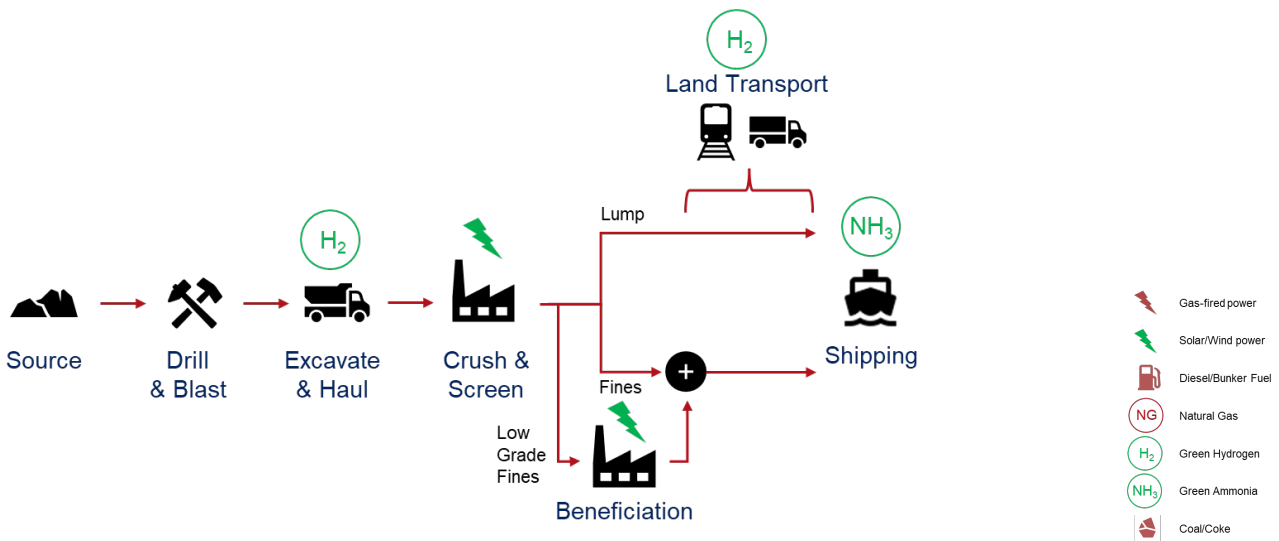 H₂
Land Transport
Lump
H₂
NH₃
Source
Drill
& Blast
Excavate
& Haul
Crush &
Screen
Shipping
+
Fines
Low
Grade
Fines
Beneficiation
Gas-fired power
Solar/Wind power
Diesel/Bunker Fuel
NG Natural Gas
H₂ Green Hydrogen
NH₃ Green Ammonia
Coal/Coke